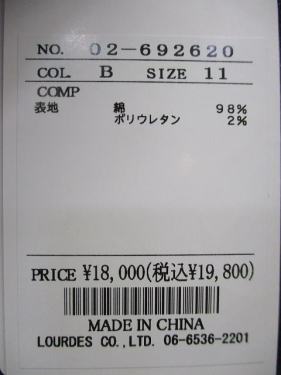 NO. 02-692620
COL. B SIZE 11
COMP
表地 綿 98%
ポリウレタン 2%
PRICE ¥18,000(税込¥19,800)
MADE IN CHINA
LOURDES CO.,LTD. 06-6536-2201